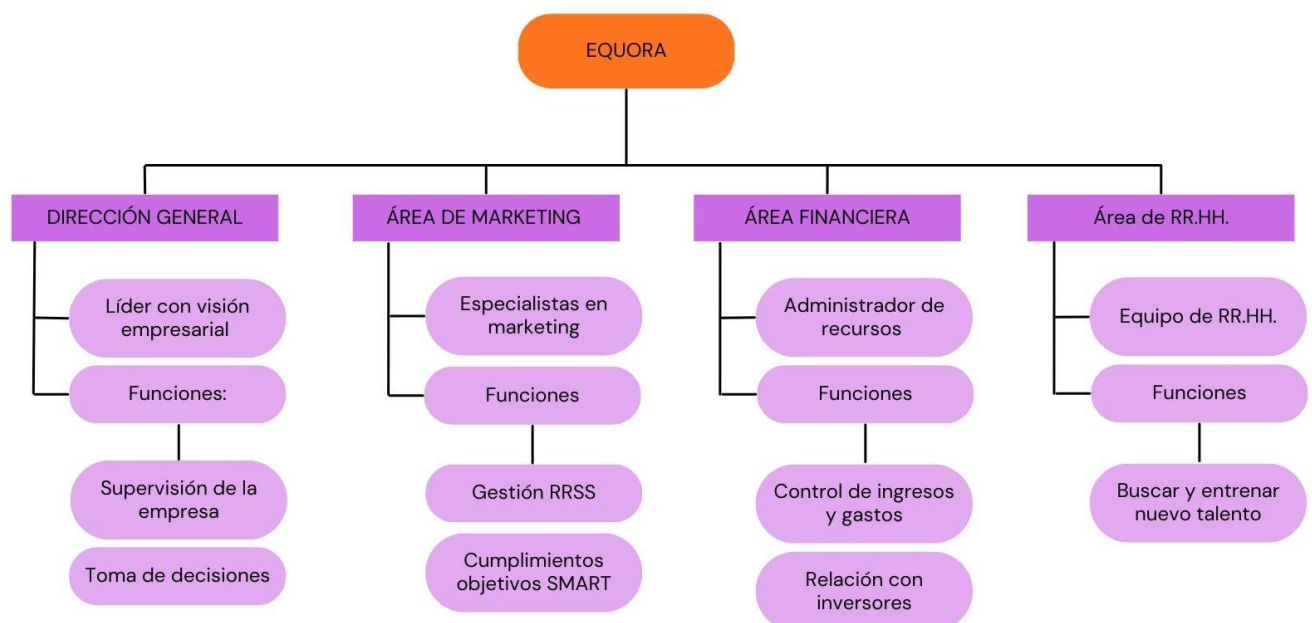 EQUORA
DIRECCIÓN GENERAL
Líder con visión
empresarial
Funciones:
Supervisión de la
empresa
Toma de decisiones
ÁREA DE MARKETING
Especialistas en
marketing
Funciones
Gestión RRSS
Cumplimientos
objetivos SMART
ÁREA FINANCIERA
Administrador de
recursos
Funciones
Control de ingresos
y gastos
Relación con
inversores
Área de RR.HH.
Equipo de RR.HH.
Funciones
Buscar y entrenar
nuevo talento